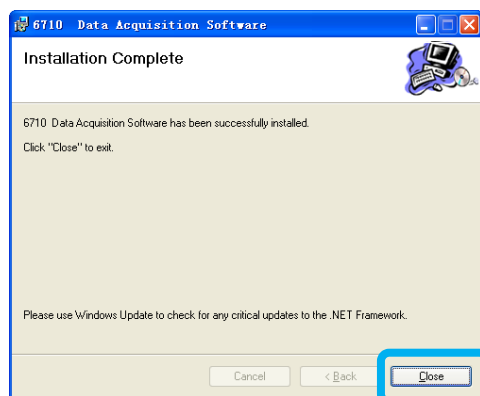 6710 Data Acquisition Software
Installation Complete
6710 Data Acquisition Software has been successfully installed.
Click "Close" to exit.
Please use Windows Update to check for any critical updates to the .NET Framework.
Cancel
< Back
Close